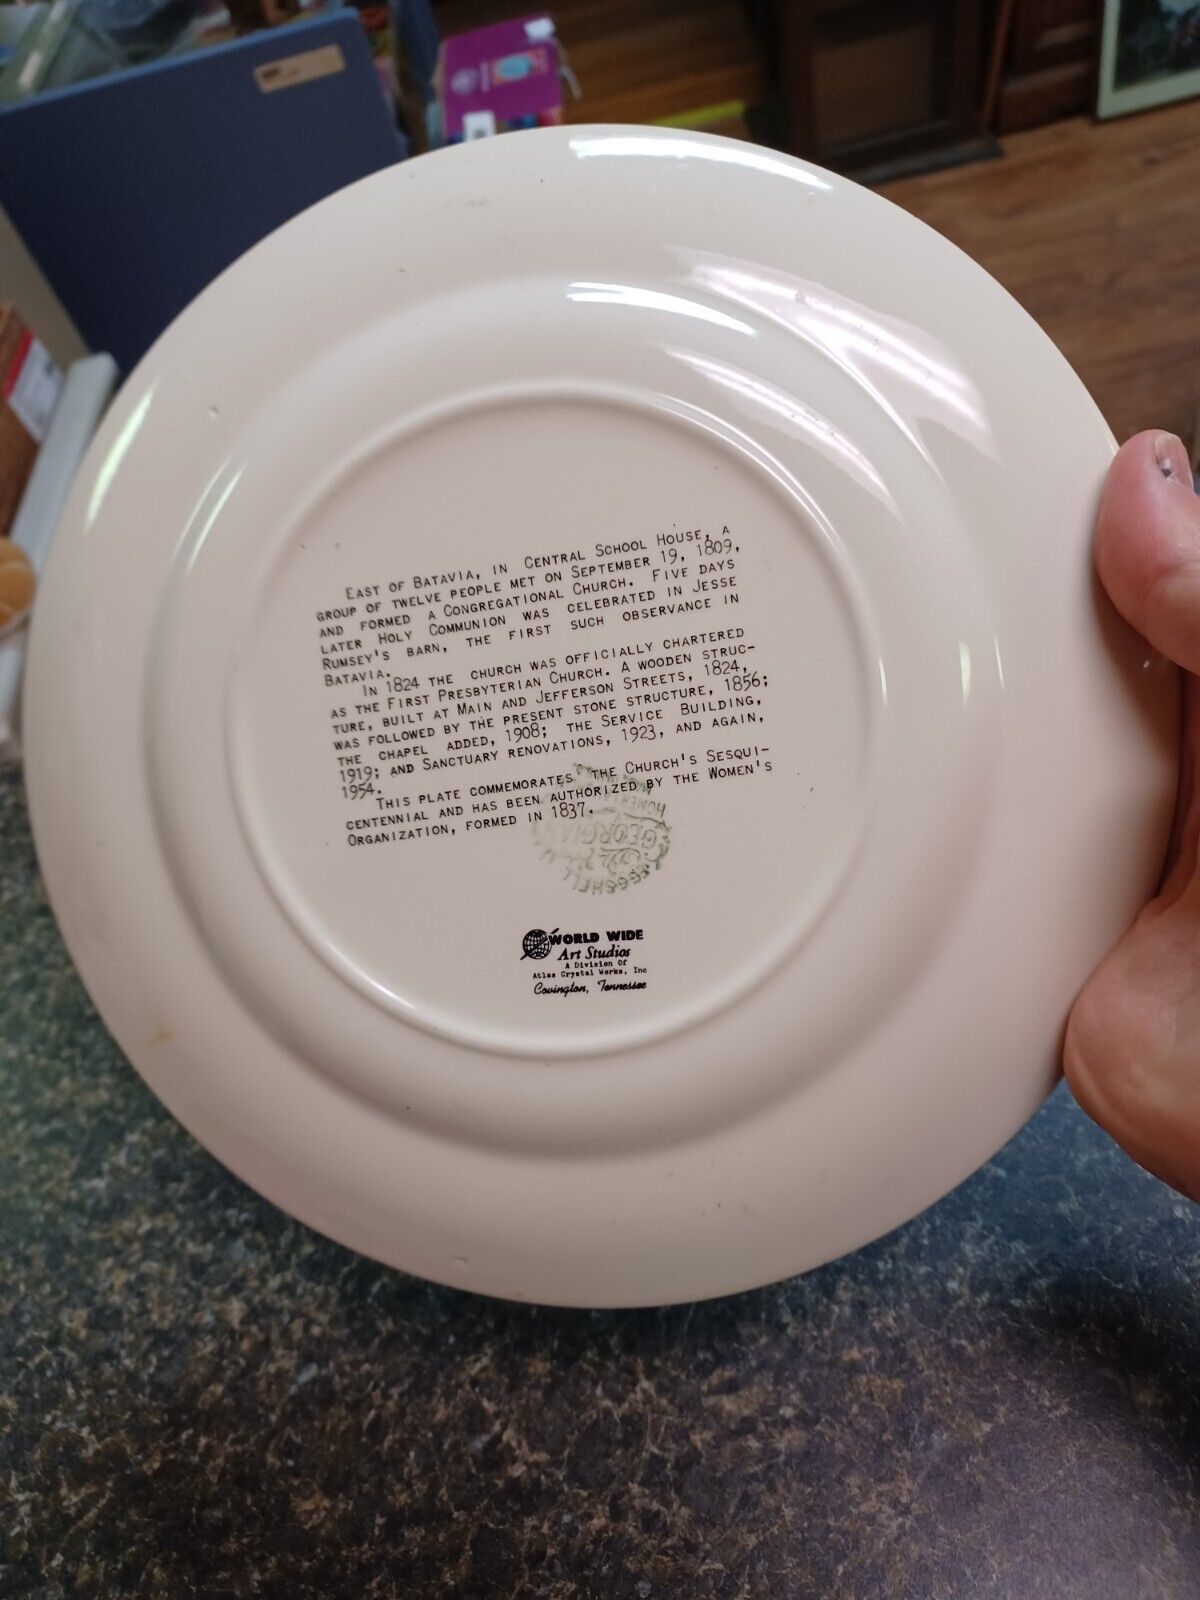 East of Batavia, in Central School House, a
group of twelve people met on September 19, 1809,
and formed a Congregational Church. Five days
later Holy Communion was celebrated in Jesse
Rumsey's barn, the first such observance in
Batavia.
In 1824 the church was officially chartered
as the First Presbyterian Church. A wooden struc-
ture, built at Main and Jefferson Streets, 1824,
was followed by the present stone structure, 1856;
the chapel added, 1908; the Service Building,
1919; and Sanctuary renovations, 1923, and again,
1954.
This plate commemorates the Church's Sesqui-
centennial and has been authorized by the Women's
Organization, formed in 1837.
GEORGIAN
EGGSHELL
WORLD WIDE
Art Studios
A Division Of
Atlas Crystal Works, Inc
Covington, Tennessee